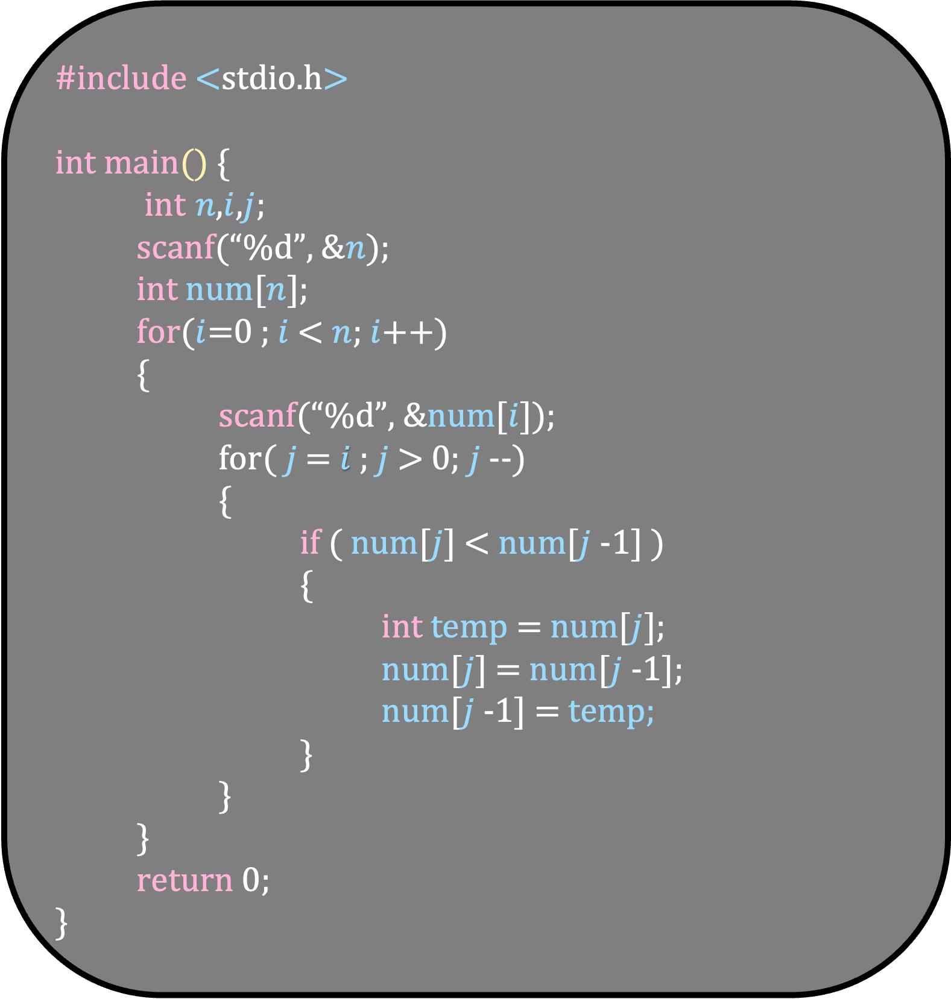 #include <stdio.h>
int main() {
int n,i,j;
scanf(“%d”, &n);
int num[n];
for(i=0 ; i < n; i++)
{
scanf(“%d”, &num[i]);
for( j = i ; j > 0; j --)
{
if ( num[j] < num[j -1] )
{
int temp = num[j];
num[j] = num[j -1];
num[j -1] = temp;
}
}
}
return 0;
}